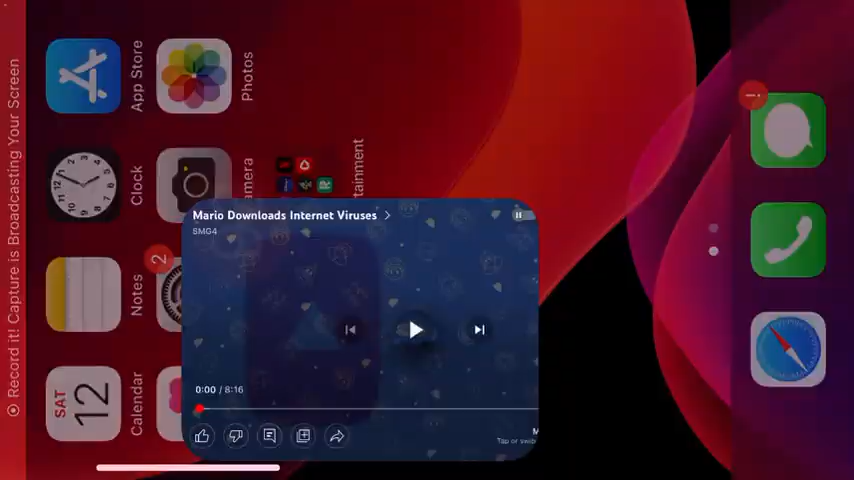 Record it! Capture is Broadcasting Your Screen
App Store
Photos
Clock
amera
tainment
Notes
2
Calendar
SAT
12
!
Mario Downloads Internet Viruses
SMG4
0:00 / 8:16
M
Tap or swib